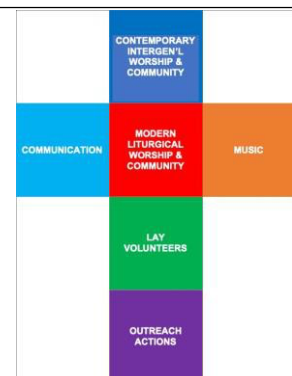 CONTEMPORARY
INTERGEN'L
WORSHIP &
COMMUNITY
COMMUNICATION
MODERN
LITURGICAL
WORSHIP &
COMMUNITY
MUSIC
LAY
VOLUNTEERS
OUTREACH
ACTIONS